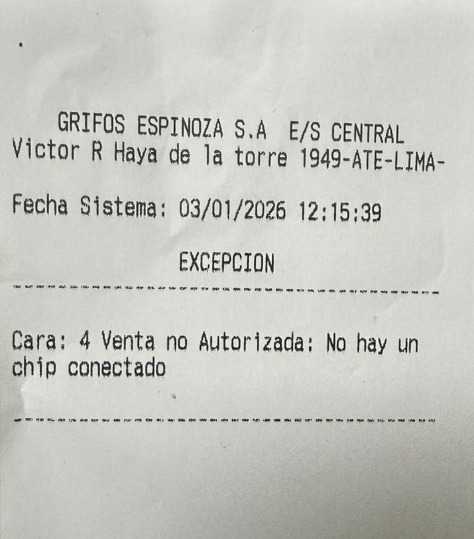 GRIFOS ESPINOZA S.A E/S CENTRAL
Victor R Haya de la torre 1949-ATE-LIMA-
Fecha Sistema: 03/01/2026 12:15:39
EXCEPCION
Cara: 4 Venta no Autorizada: No hay un
chip conectado